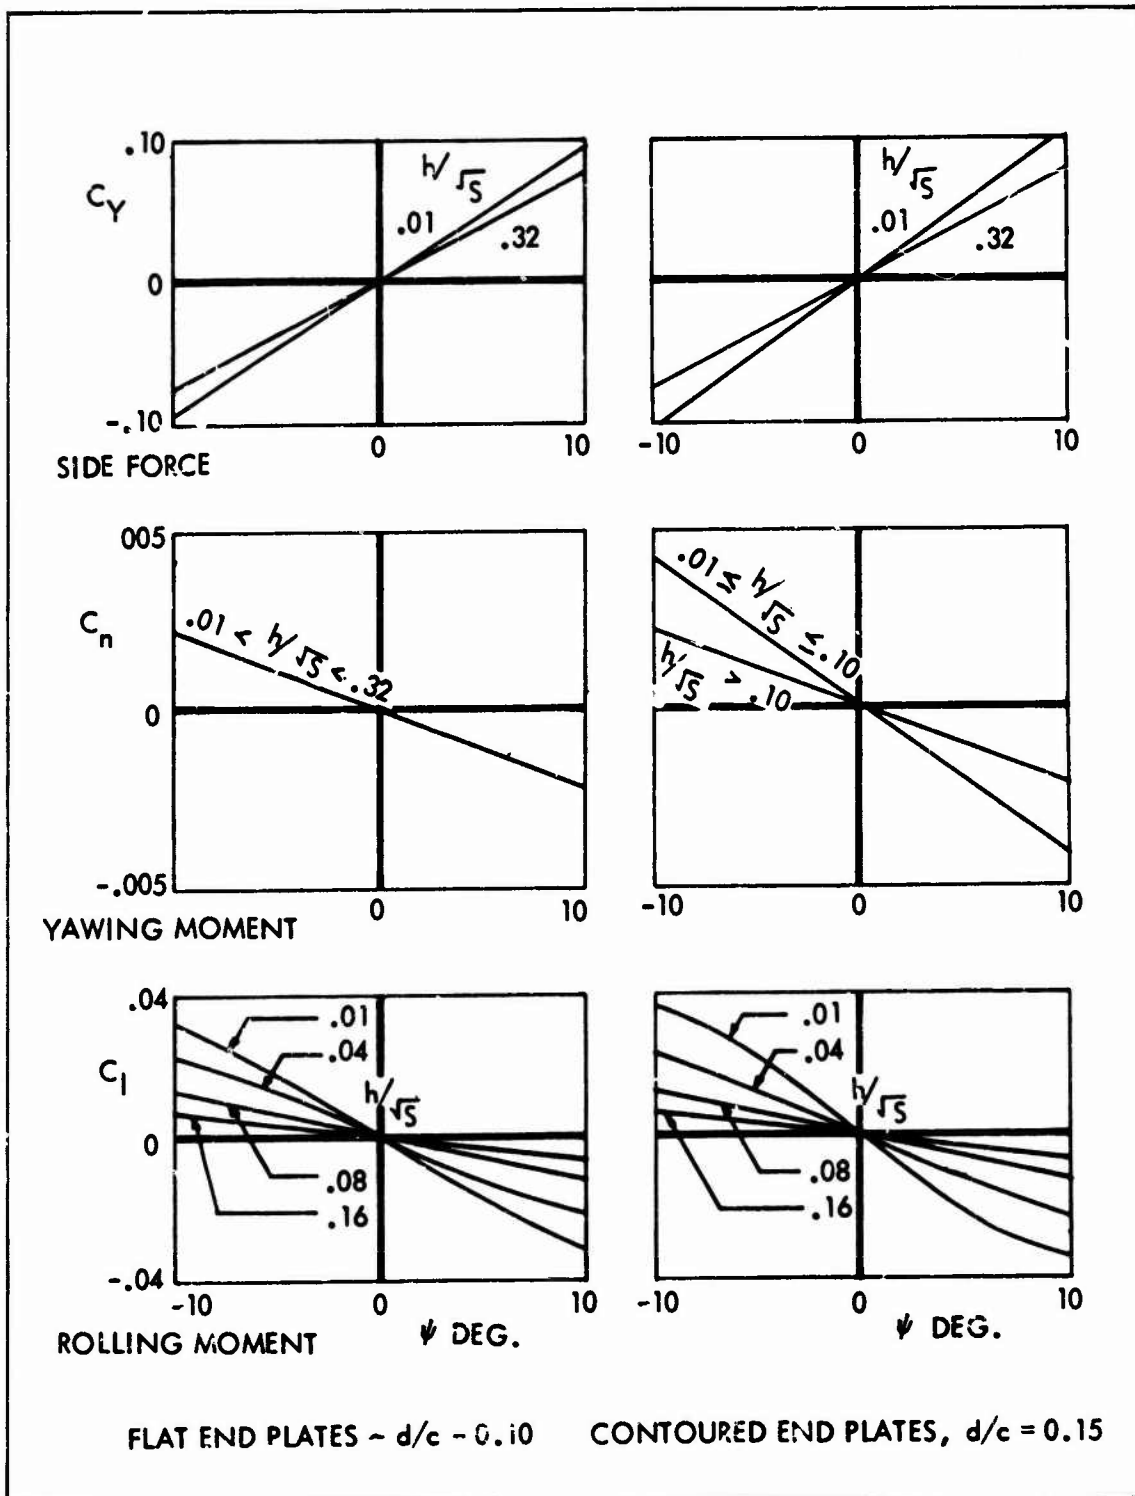 .10
C_Y
0
-.10
h/√S
.01
.32
0
10
SIDE FORCE
h/√S
.01
.32
-10
0
10
005
C_n
0
-.005
.01 < h/√S < .32
0
10
YAWING MOMENT
.01 ≤ h/√S ≤ .10
h/√S > .10
-10
0
10
.04
C_l
0
-.04
.01
.04
h/√S
.08
.16
-10
0
10
ROLLING MOMENT
ψ DEG.
.01
.04
h/√S
.08
.16
-10
0
10
ψ DEG.
FLAT END PLATES ~ d/c - 0.10
CONTOURED END PLATES, d/c = 0.15